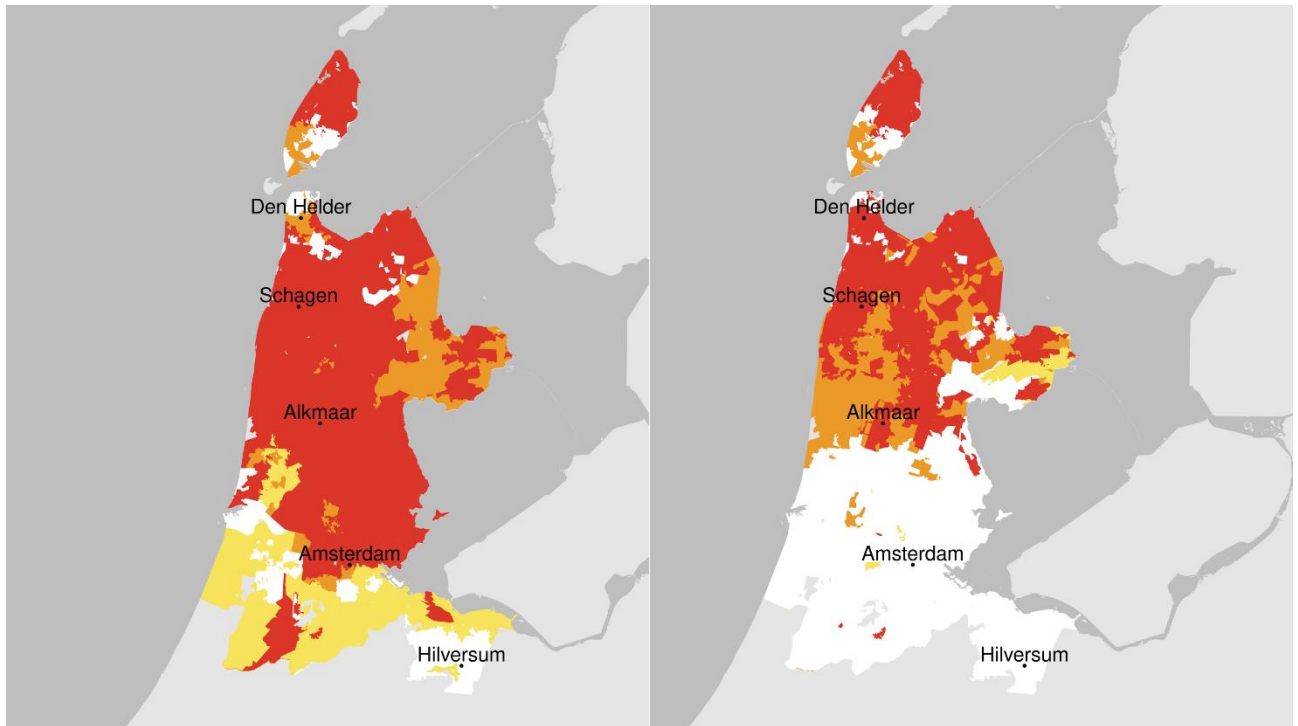 Den Helder
Schagen
Alkmaar
Amsterdam
Hilversum
Den Helder
Schagen
Alkmaar
Amsterdam
Hilversum